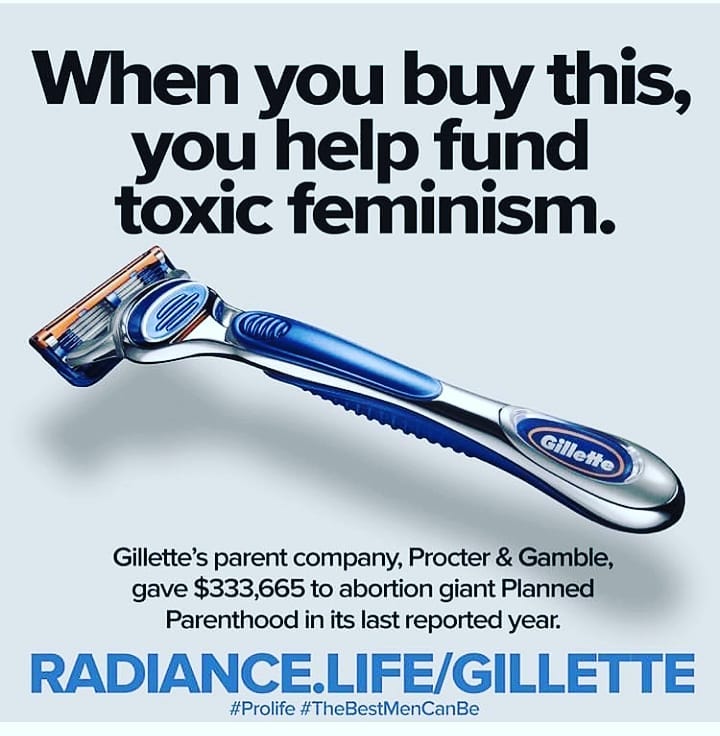 When you buy this,
you help fund
toxic feminism.
Gillette
Gillette's parent company, Procter & Gamble,
gave $333,665 to abortion giant Planned
Parenthood in its last reported year.
RADIANCE.LIFE/GILLETTE
#Prolife #TheBestMenCanBe